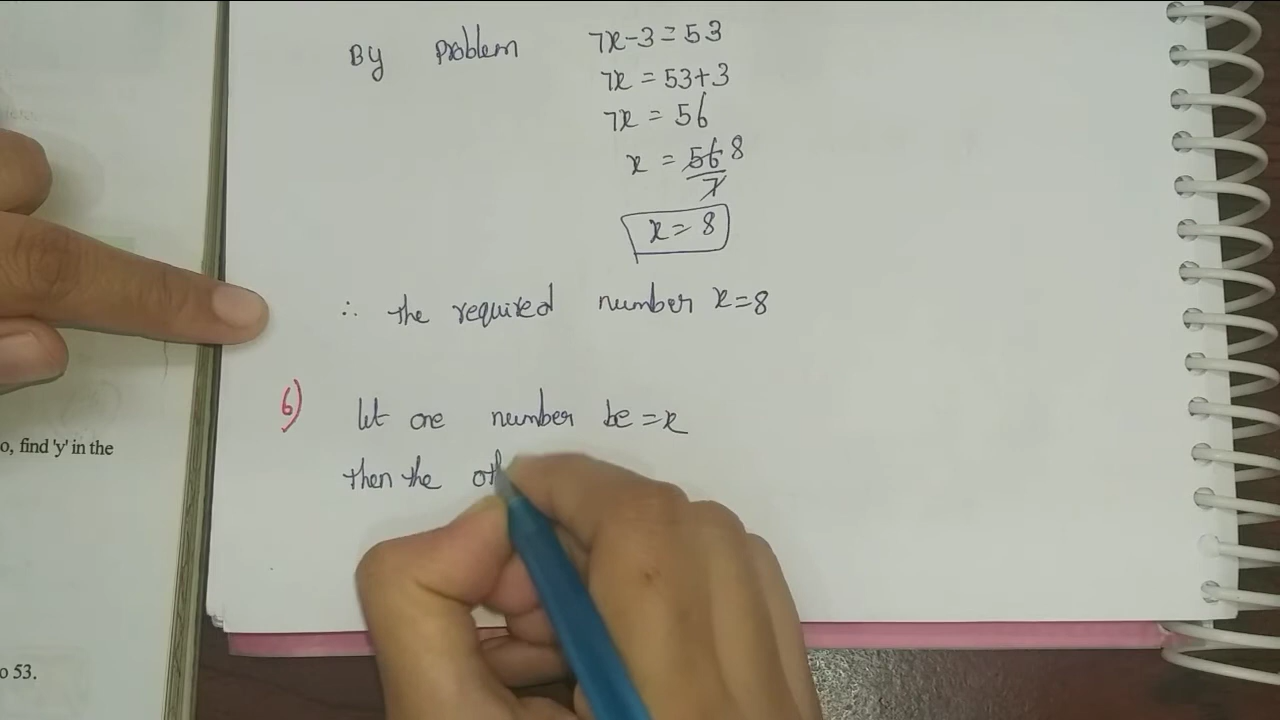 By Problem 7x-3=53
7x = 53+3
7x = 56
x = 56/7 8
x = 8
∴ the required number x=8
6) let one number be =x
then the oth
o, find 'y' in the
o 53.